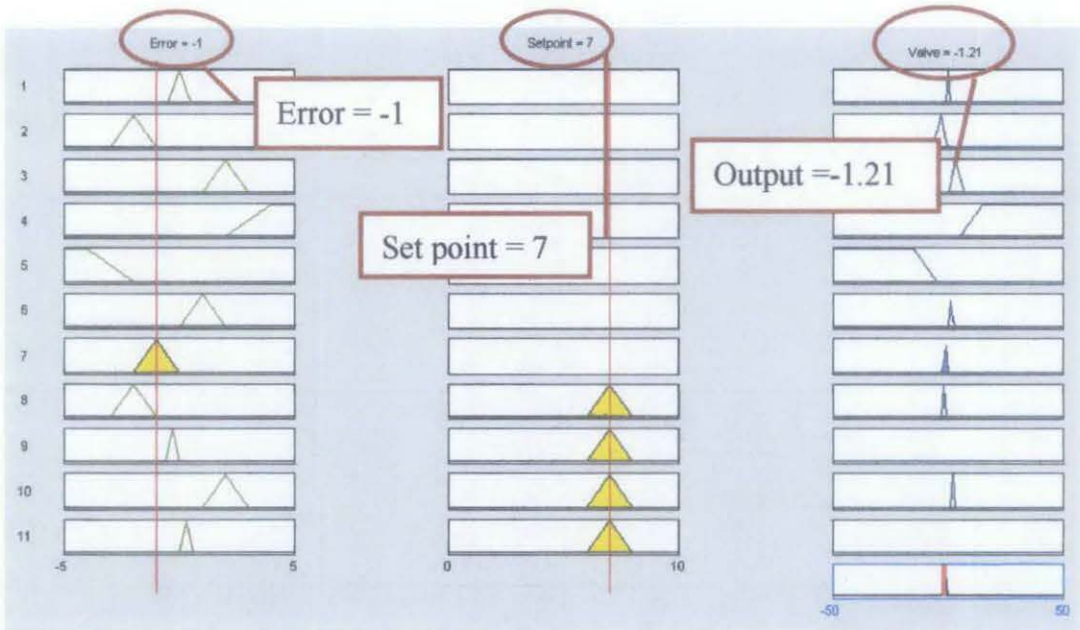 Error = -1
Setpoint = 7
Valve = -1.21
1
Error = -1
2
3
Output =-1.21
4
Set point = 7
5
6
7
8
9
10
11
-5
5
0
10
-50
50